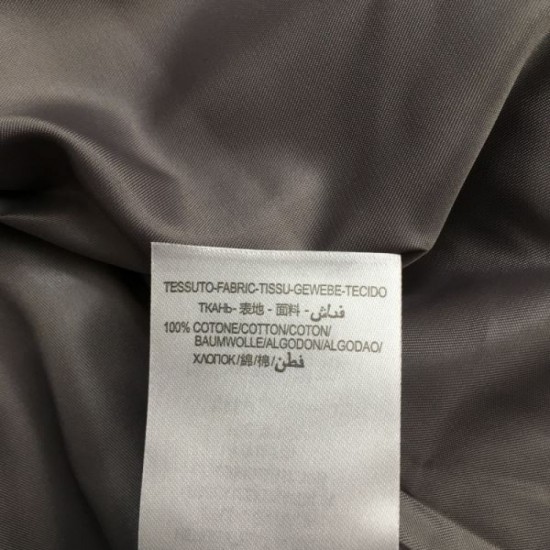 TESSUTO-FABRIC-TISSU-GEWEBE-TECIDO
ТКАНЬ- 表地 - 面料 - قداش
100% COTONE/COTTON/COTON/
BAUMWOLLE/ALGODON/ALGODAO/
ХЛОПОК/綿/棉/قطن